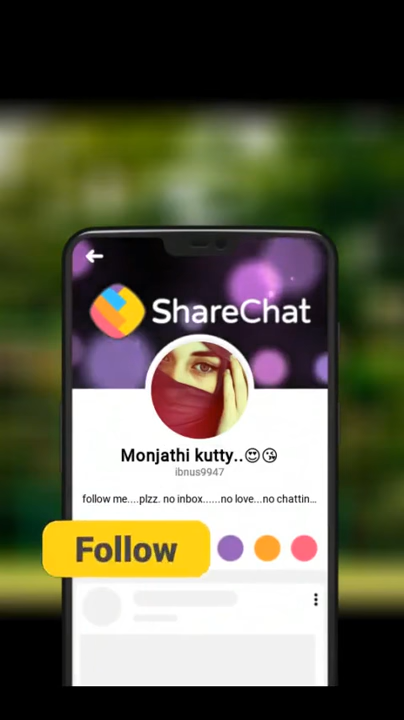 ShareChat
Monjathi kutty..😍😘
ibnus9947
follow me....plzz. no inbox......no love...no chattin...
Follow